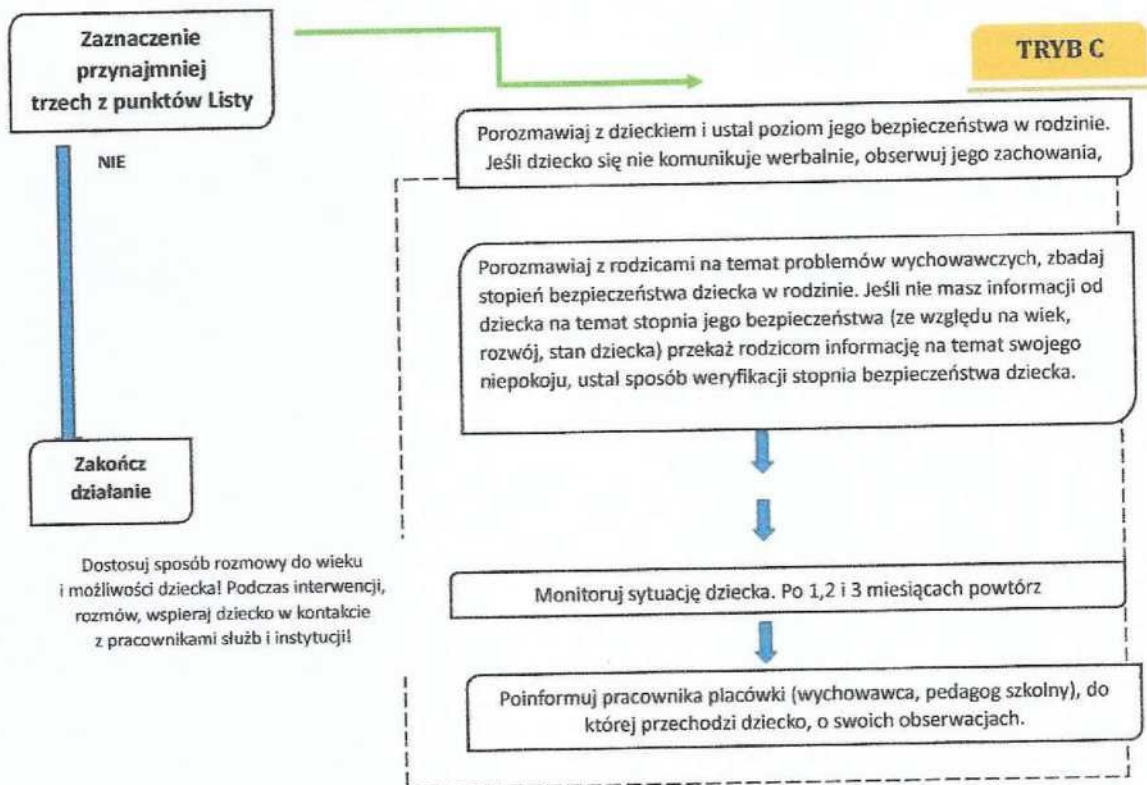 Zaznaczenie
przynajmniej
trzech z punktów Listy
TRYB C
NIE
Porozmawiaj z dzieckiem i ustal poziom jego bezpieczeństwa w rodzinie.
Jeśli dziecko się nie komunikuje werbalnie, obserwuj jego zachowania,
Porozmawiaj z rodzicami na temat problemów wychowawczych, zbadaj
stopień bezpieczeństwa dziecka w rodzinie. Jeśli nie masz informacji od
dziecka na temat stopnia jego bezpieczeństwa (ze względu na wiek,
rozwój, stan dziecka) przekaż rodzicom informację na temat swojego
niepokoju, ustal sposób weryfikacji stopnia bezpieczeństwa dziecka.
Zakończ
działanie
Dostosuj sposób rozmowy do wieku
i możliwości dziecka! Podczas interwencji,
rozmów, wspieraj dziecko w kontakcie
z pracownikami służb i instytucji!
Monitoruj sytuację dziecka. Po 1,2 i 3 miesiącach powtórz
Poinformuj pracownika placówki (wychowawca, pedagog szkolny), do
której przechodzi dziecko, o swoich obserwacjach.